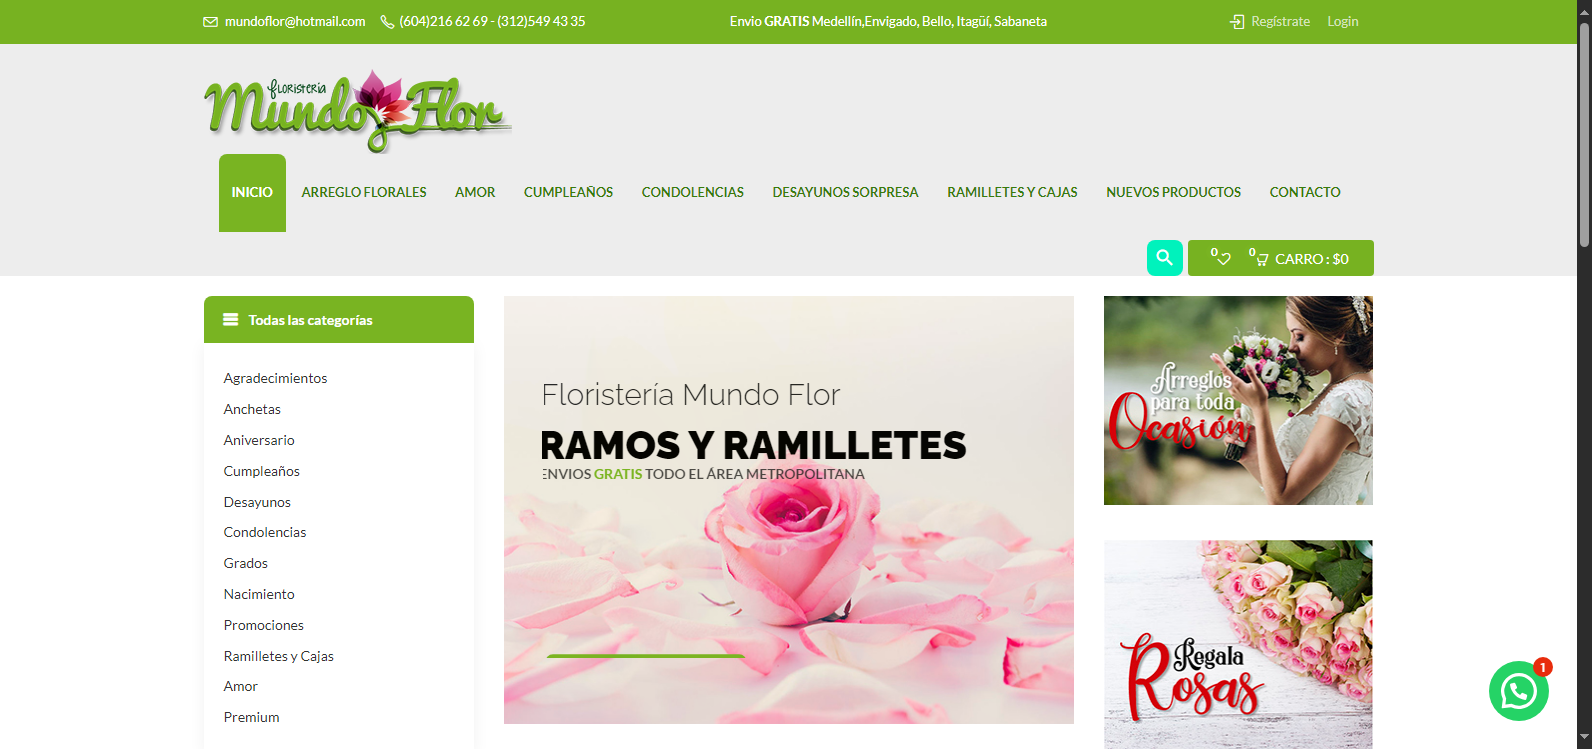 mundoflor@hotmail.com (604)216 62 69 - (312)549 43 35 Envio GRATIS Medellín,Envigado, Bello, Itagüí, Sabaneta Regístrate Login
Floristería
Mundo Flor
INICIO ARREGLO FLORALES AMOR CUMPLEAÑOS CONDOLENCIAS DESAYUNOS SORPRESA RAMILLETES Y CAJAS NUEVOS PRODUCTOS CONTACTO
0 0 CARRO : $0
Todas las categorías
Agradecimientos
Anchetas
Aniversario
Cumpleaños
Desayunos
Condolencias
Grados
Nacimiento
Promociones
Ramilletes y Cajas
Amor
Premium
Floristería Mundo Flor
RAMOS Y RAMILLETES
ENVIOS GRATIS TODO EL ÁREA METROPOLITANA
Arreglos
para toda
Ocasión
Regala
Rosas
1